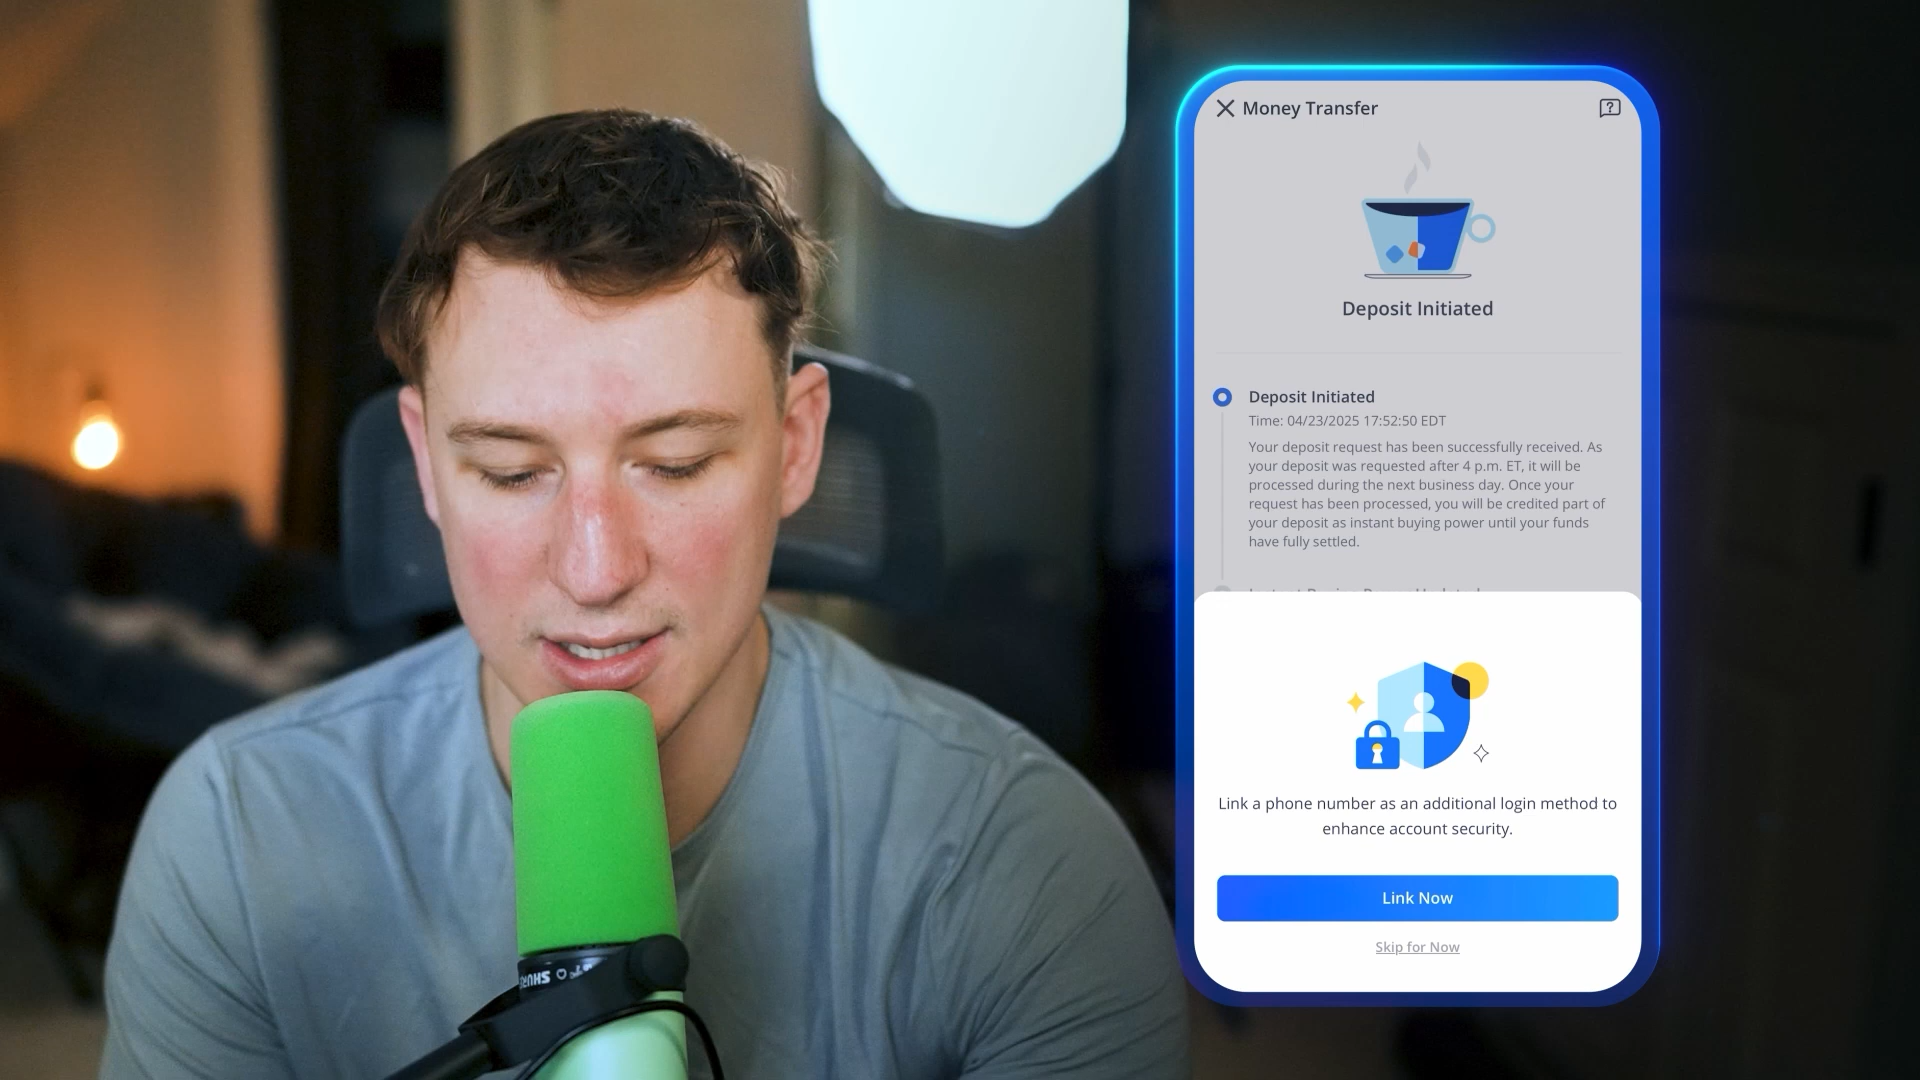 Money Transfer
Deposit Initiated
Deposit Initiated
Time: 04/23/2025 17:52:50 EDT
Your deposit request has been successfully received. As
your deposit was requested after 4 p.m. ET, it will be
processed during the next business day. Once your
request has been processed, you will be credited part of
your deposit as instant buying power until your funds
have fully settled.
Link a phone number as an additional login method to
enhance account security.
Link Now
Skip for Now
SHURE